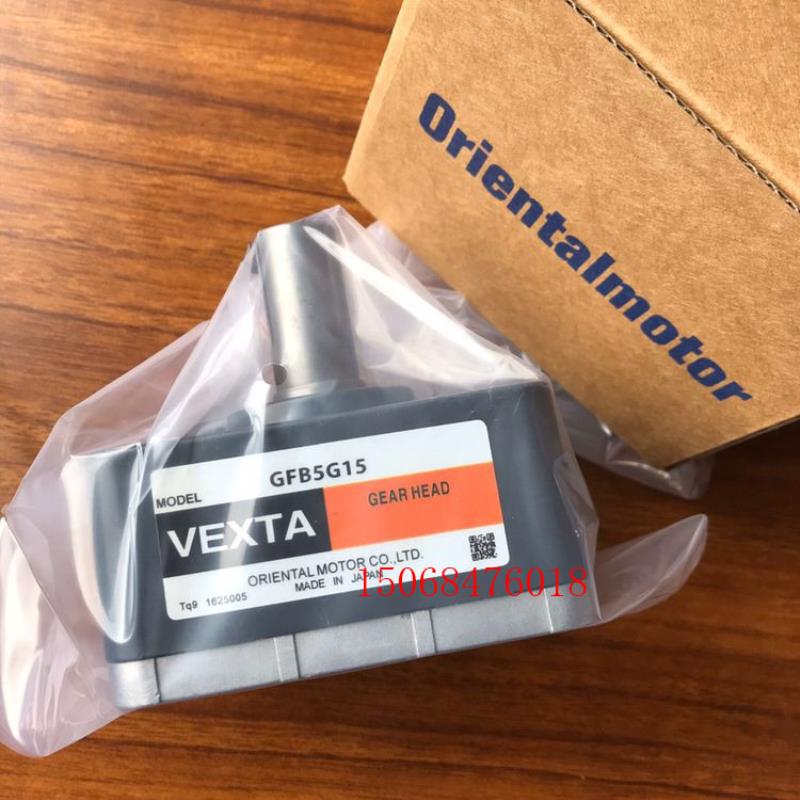 Orientalmotor
MODEL GFB5G15
VEXTA GEAR HEAD
ORIENTAL MOTOR CO.,LTD.
MADE IN JAPAN
Tq9 1625005
15068476018